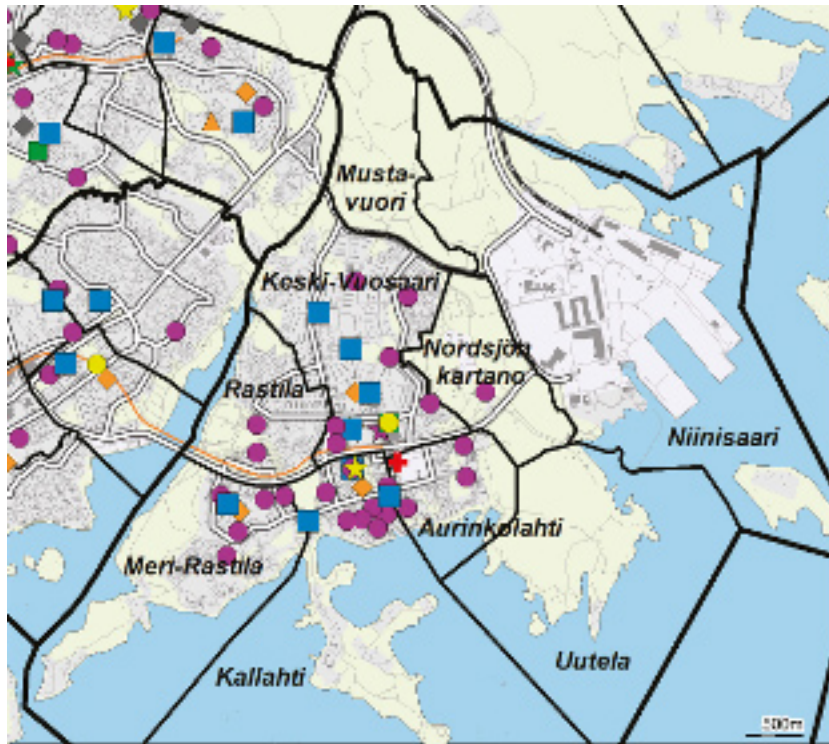 Musta-
vuori
Keski-Vuosaari
Nordsjön
kartano
Rastila
Niinisaari
Aurinkolahti
Meri-Rastila
Uutela
Kallahti
500m